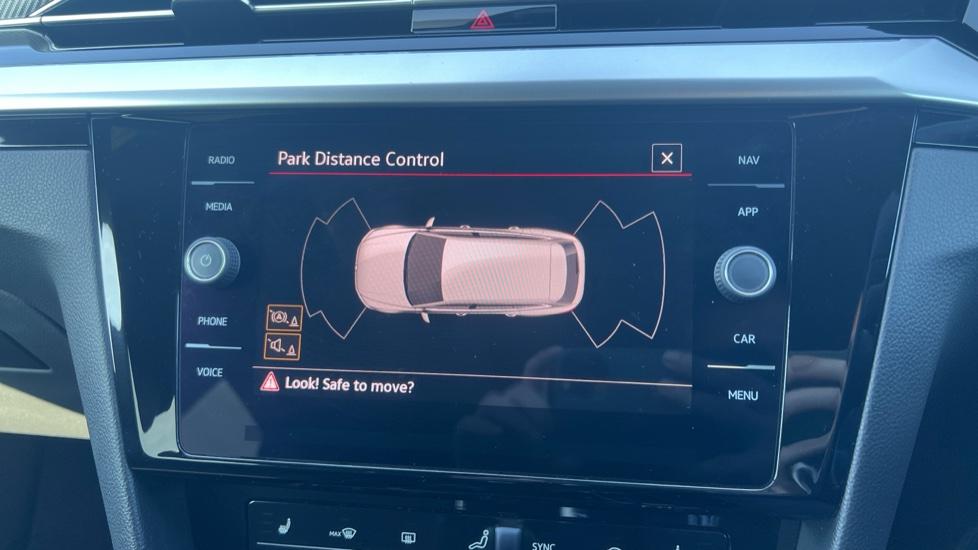 RADIO
Park Distance Control
NAV
MEDIA
APP
PHONE
CAR
VOICE
Look! Safe to move?
MENU
MAX
SYNC